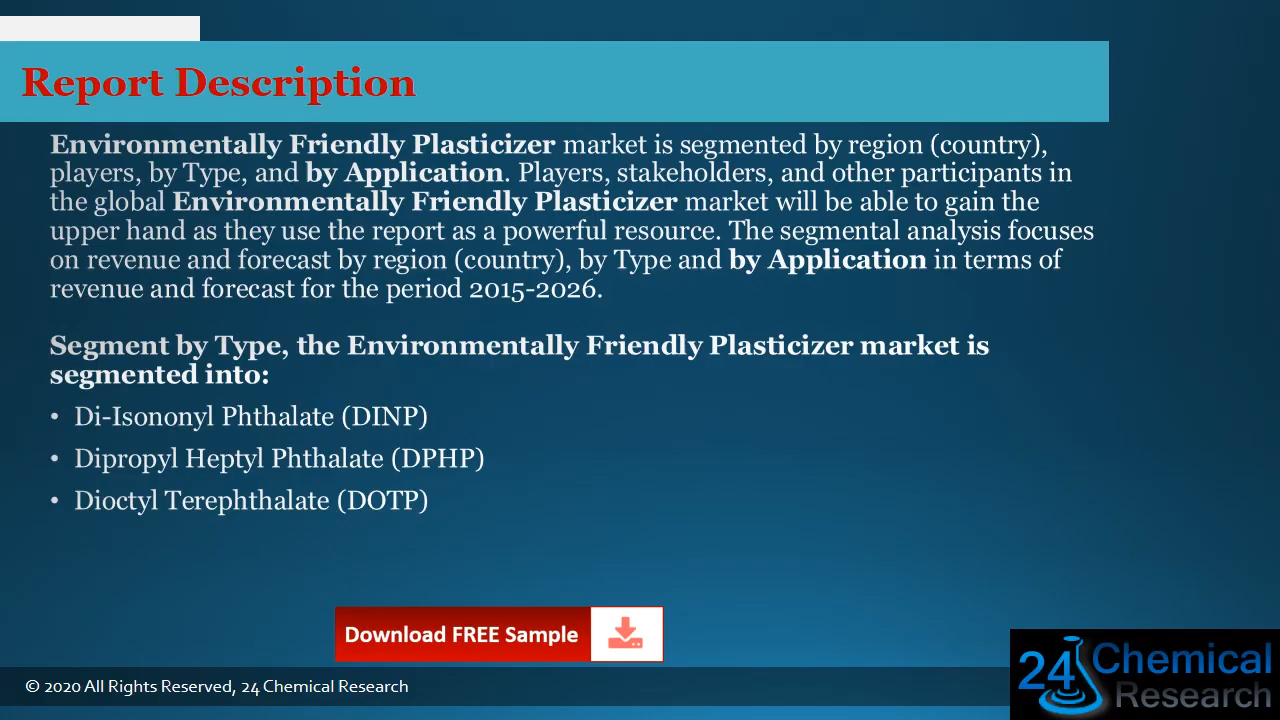 Report Description
Environmentally Friendly Plasticizer market is segmented by region (country),
players, by Type, and by Application. Players, stakeholders, and other participants in
the global Environmentally Friendly Plasticizer market will be able to gain the
upper hand as they use the report as a powerful resource. The segmental analysis focuses
on revenue and forecast by region (country), by Type and by Application in terms of
revenue and forecast for the period 2015-2026.
Segment by Type, the Environmentally Friendly Plasticizer market is
segmented into:
• Di-Isononyl Phthalate (DINP)
• Dipropyl Heptyl Phthalate (DPHP)
• Dioctyl Terephthalate (DOTP)
Download FREE Sample
© 2020 All Rights Reserved, 24 Chemical Research
24 Chemical
Research